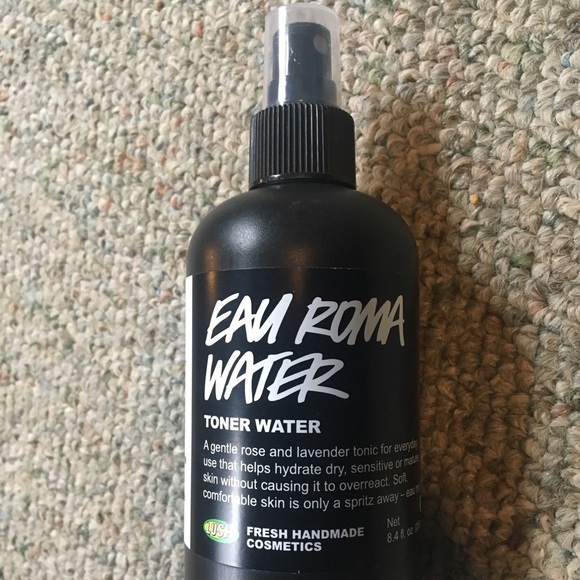 EAU ROMA
WATER
TONER WATER
A gentle rose and lavender tonic for everyday
use that helps hydrate dry, sensitive or mature
skin without causing it to overreact. Soft,
comfortable skin is only a spritz away – eau
LUSH
FRESH HANDMADE
COSMETICS
Net
8.4 fl. oz